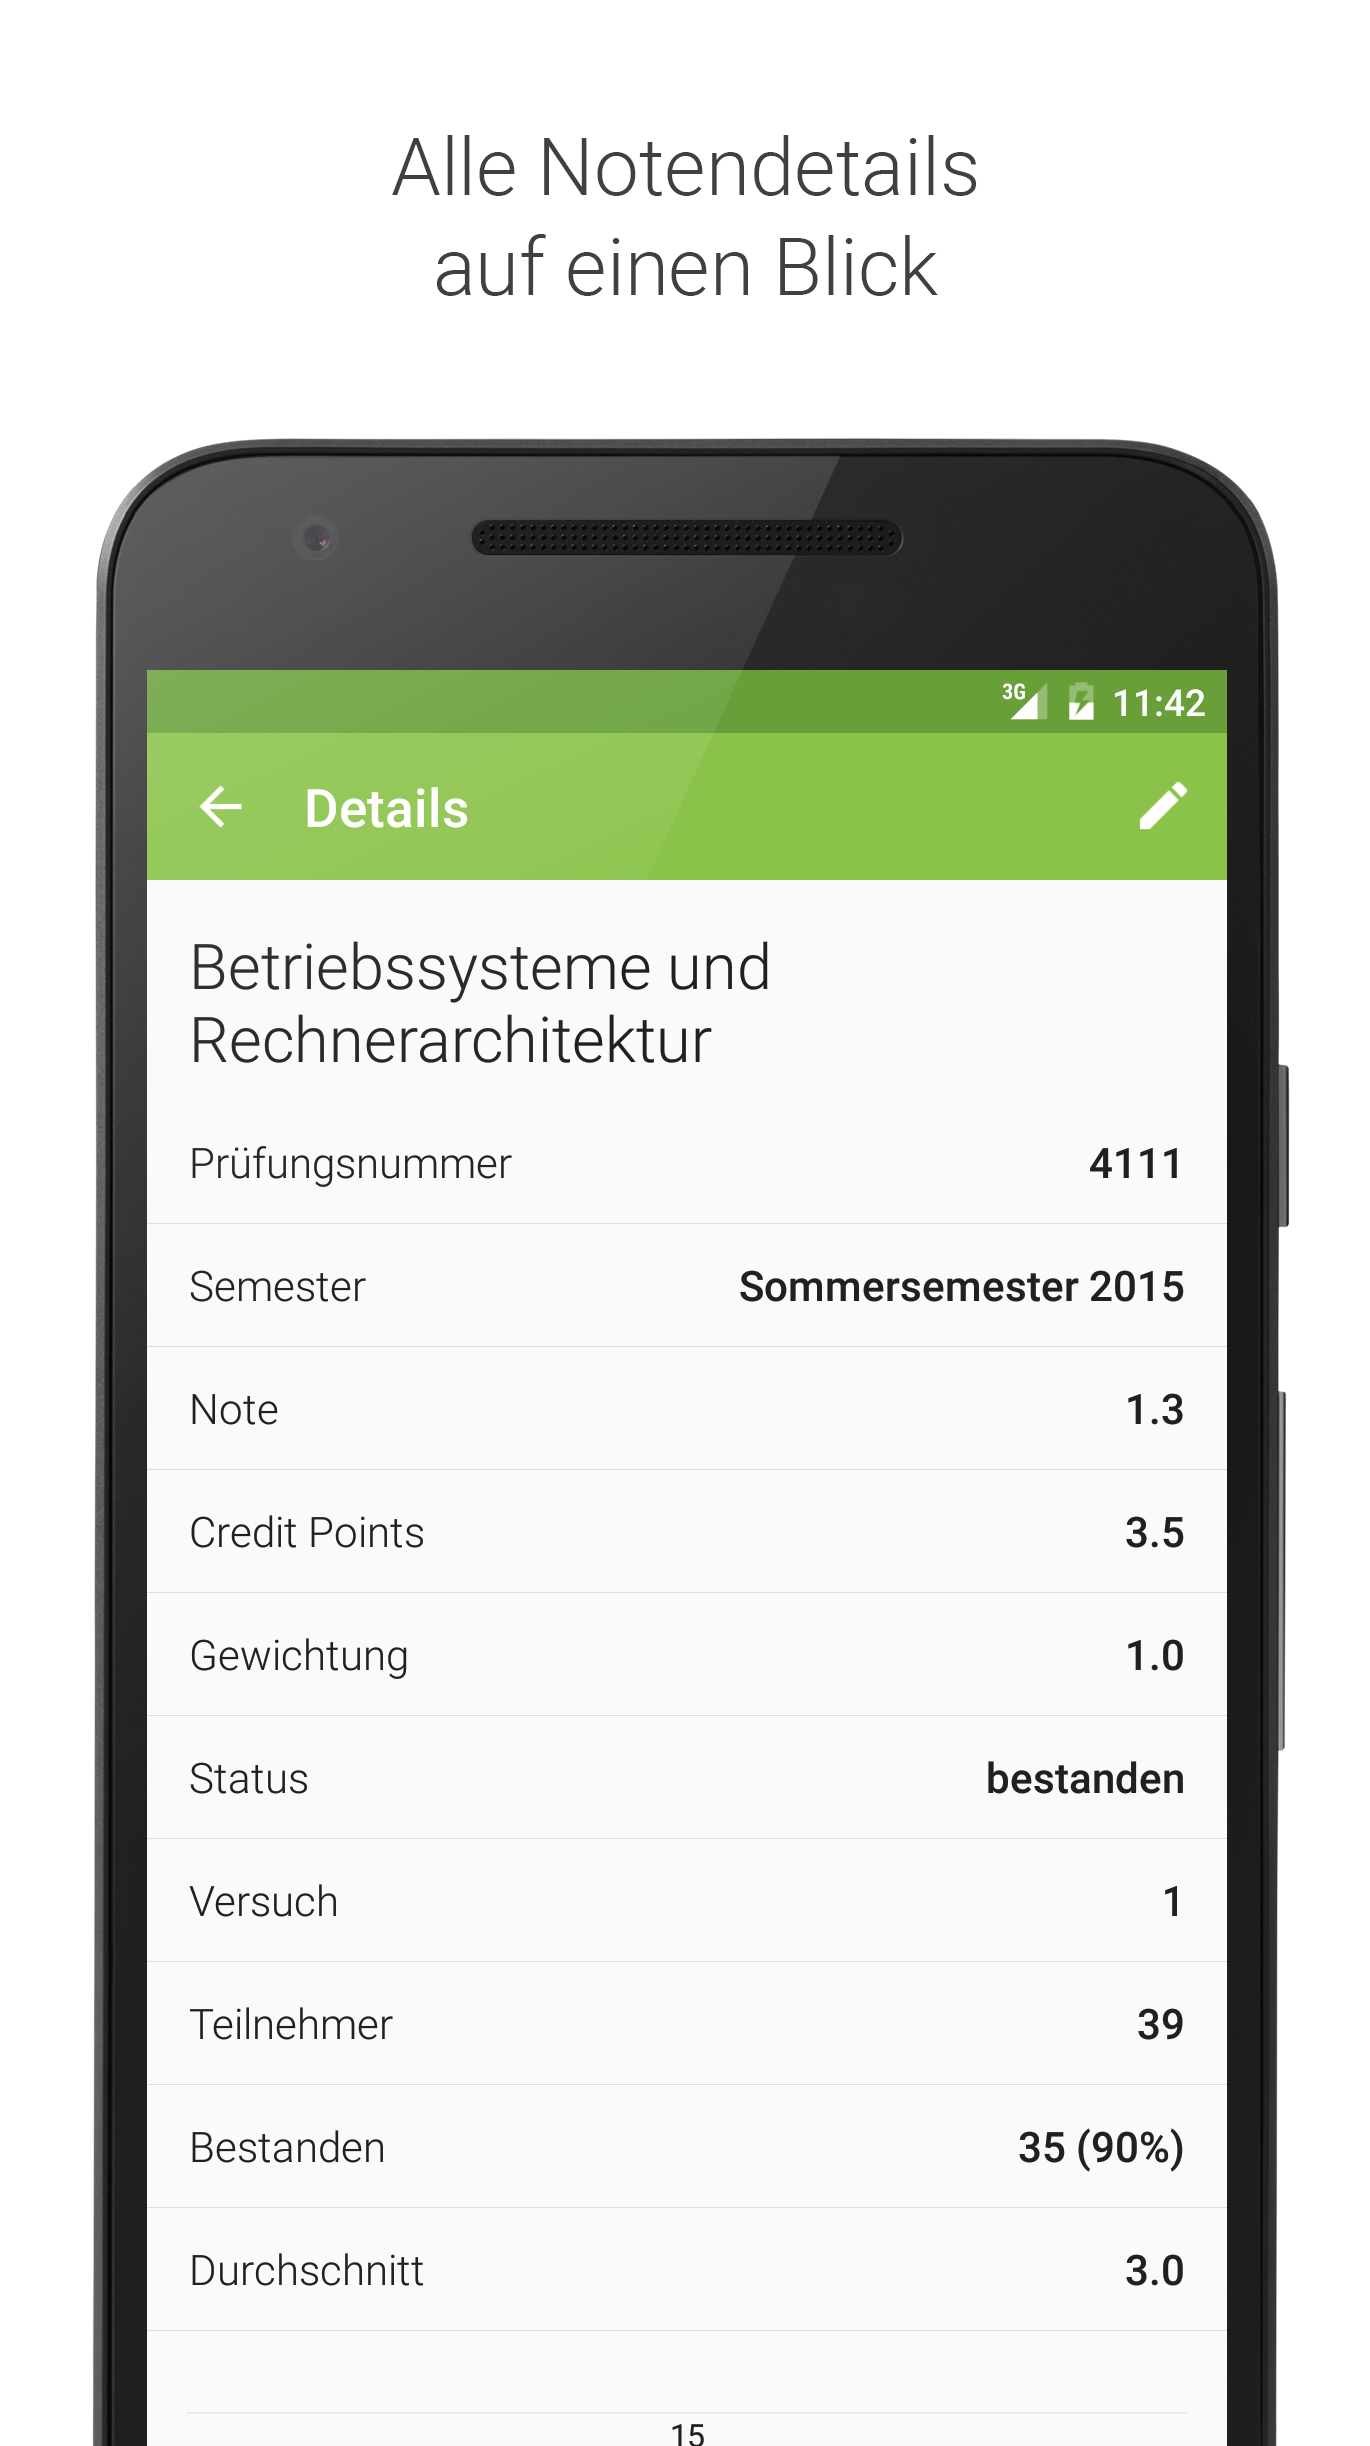 Alle Notendetails
auf einen Blick
3G 11:42
Details
Betriebssysteme und
Rechnerarchitektur
Prüfungsnummer 4111
Semester Sommersemester 2015
Note 1.3
Credit Points 3.5
Gewichtung 1.0
Status bestanden
Versuch 1
Teilnehmer 39
Bestanden 35 (90%)
Durchschnitt 3.0
15